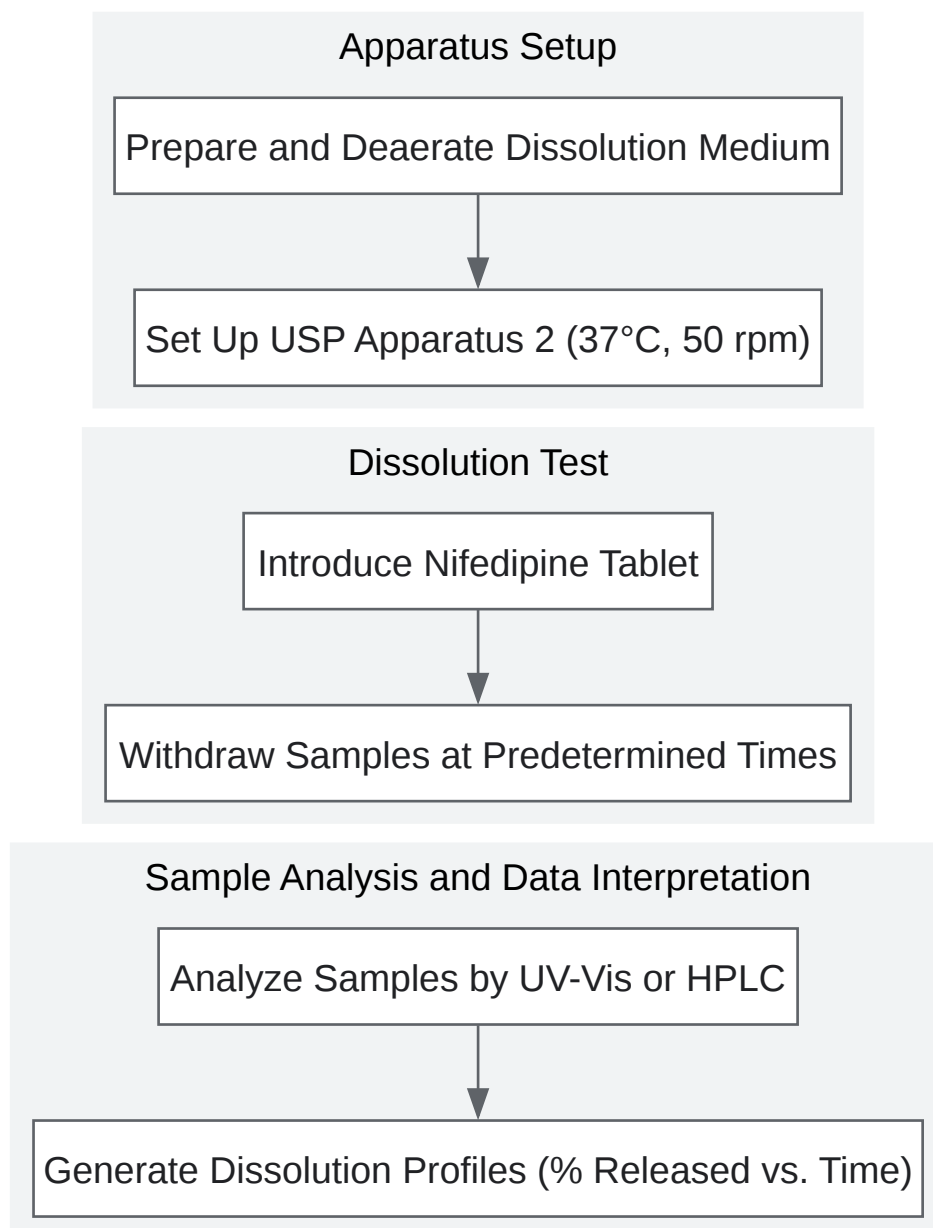 Apparatus Setup
Prepare and Deaerate Dissolution Medium
Set Up USP Apparatus 2 (37°C, 50 rpm)
Dissolution Test
Introduce Nifedipine Tablet
Withdraw Samples at Predetermined Times
Sample Analysis and Data Interpretation
Analyze Samples by UV-Vis or HPLC
Generate Dissolution Profiles (% Released vs. Time)